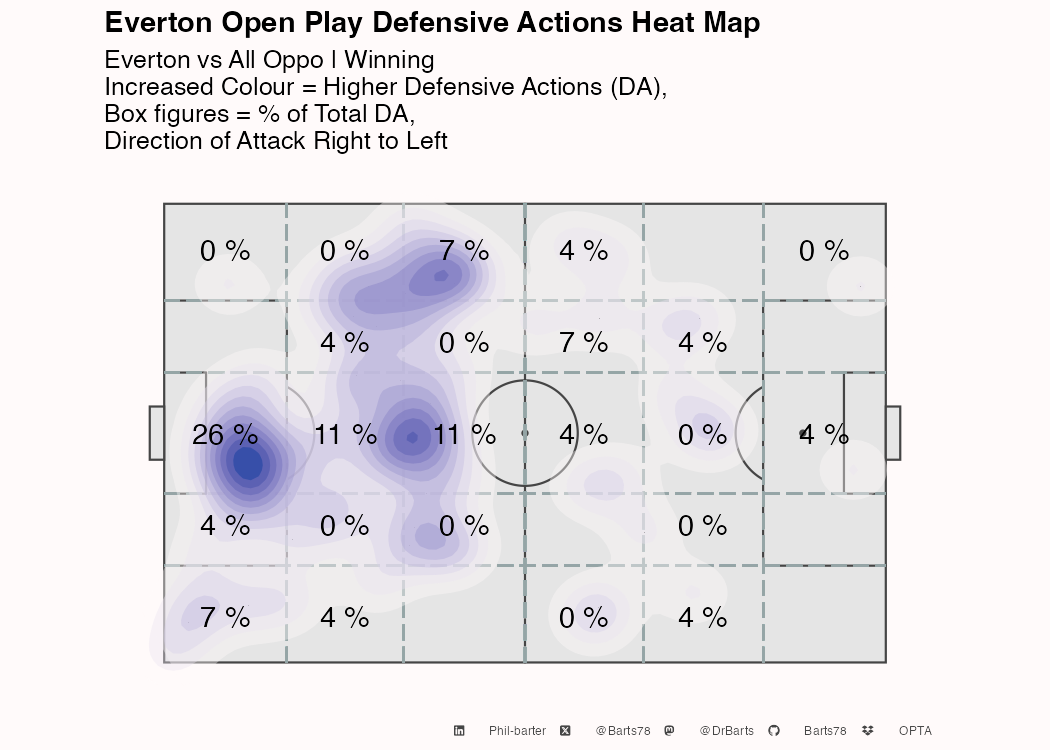 Everton Open Play Defensive Actions Heat Map
Everton vs All Oppo | Winning
Increased Colour = Higher Defensive Actions (DA),
Box figures = % of Total DA,
Direction of Attack Right to Left
0 % 0 % 7 % 4 % 0 %
4 % 0 % 7 % 4 %
26 % 11 % 11 % 4 % 0 % 4 %
4 % 0 % 0 % 0 %
7 % 4 % 0 % 4 %
Phil-barter @Barts78 @DrBarts Barts78 OPTA